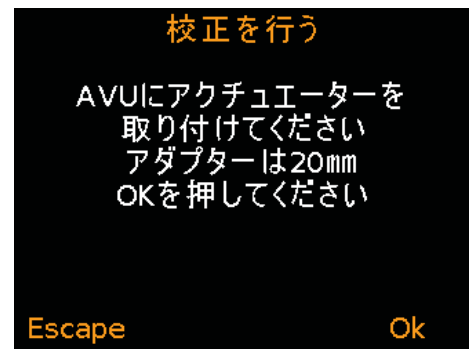 校正を行う
AVUにアクチュエーターを
取り付けてください
アダプターは20mm
OKを押してください
Escape
Ok